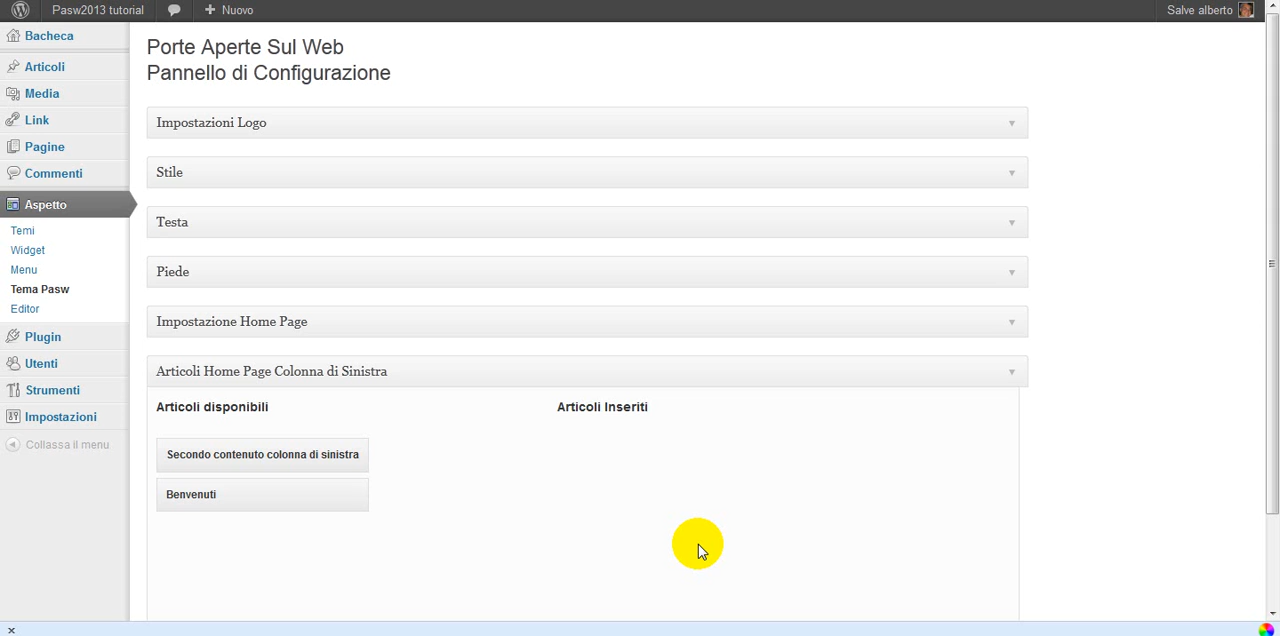 Pasw2013 tutorial
Nuovo
Salve alberto
Bacheca
Articoli
Media
Link
Pagine
Commenti
Aspetto
Temi
Widget
Menu
Tema Pasw
Editor
Plugin
Utenti
Strumenti
Impostazioni
Collassa il menu
Porte Aperte Sul Web
Pannello di Configurazione
Impostazioni Logo
Stile
Testa
Piede
Impostazione Home Page
Articoli Home Page Colonna di Sinistra
Articoli disponibili
Articoli Inseriti
Secondo contenuto colonna di sinistra
Benvenuti